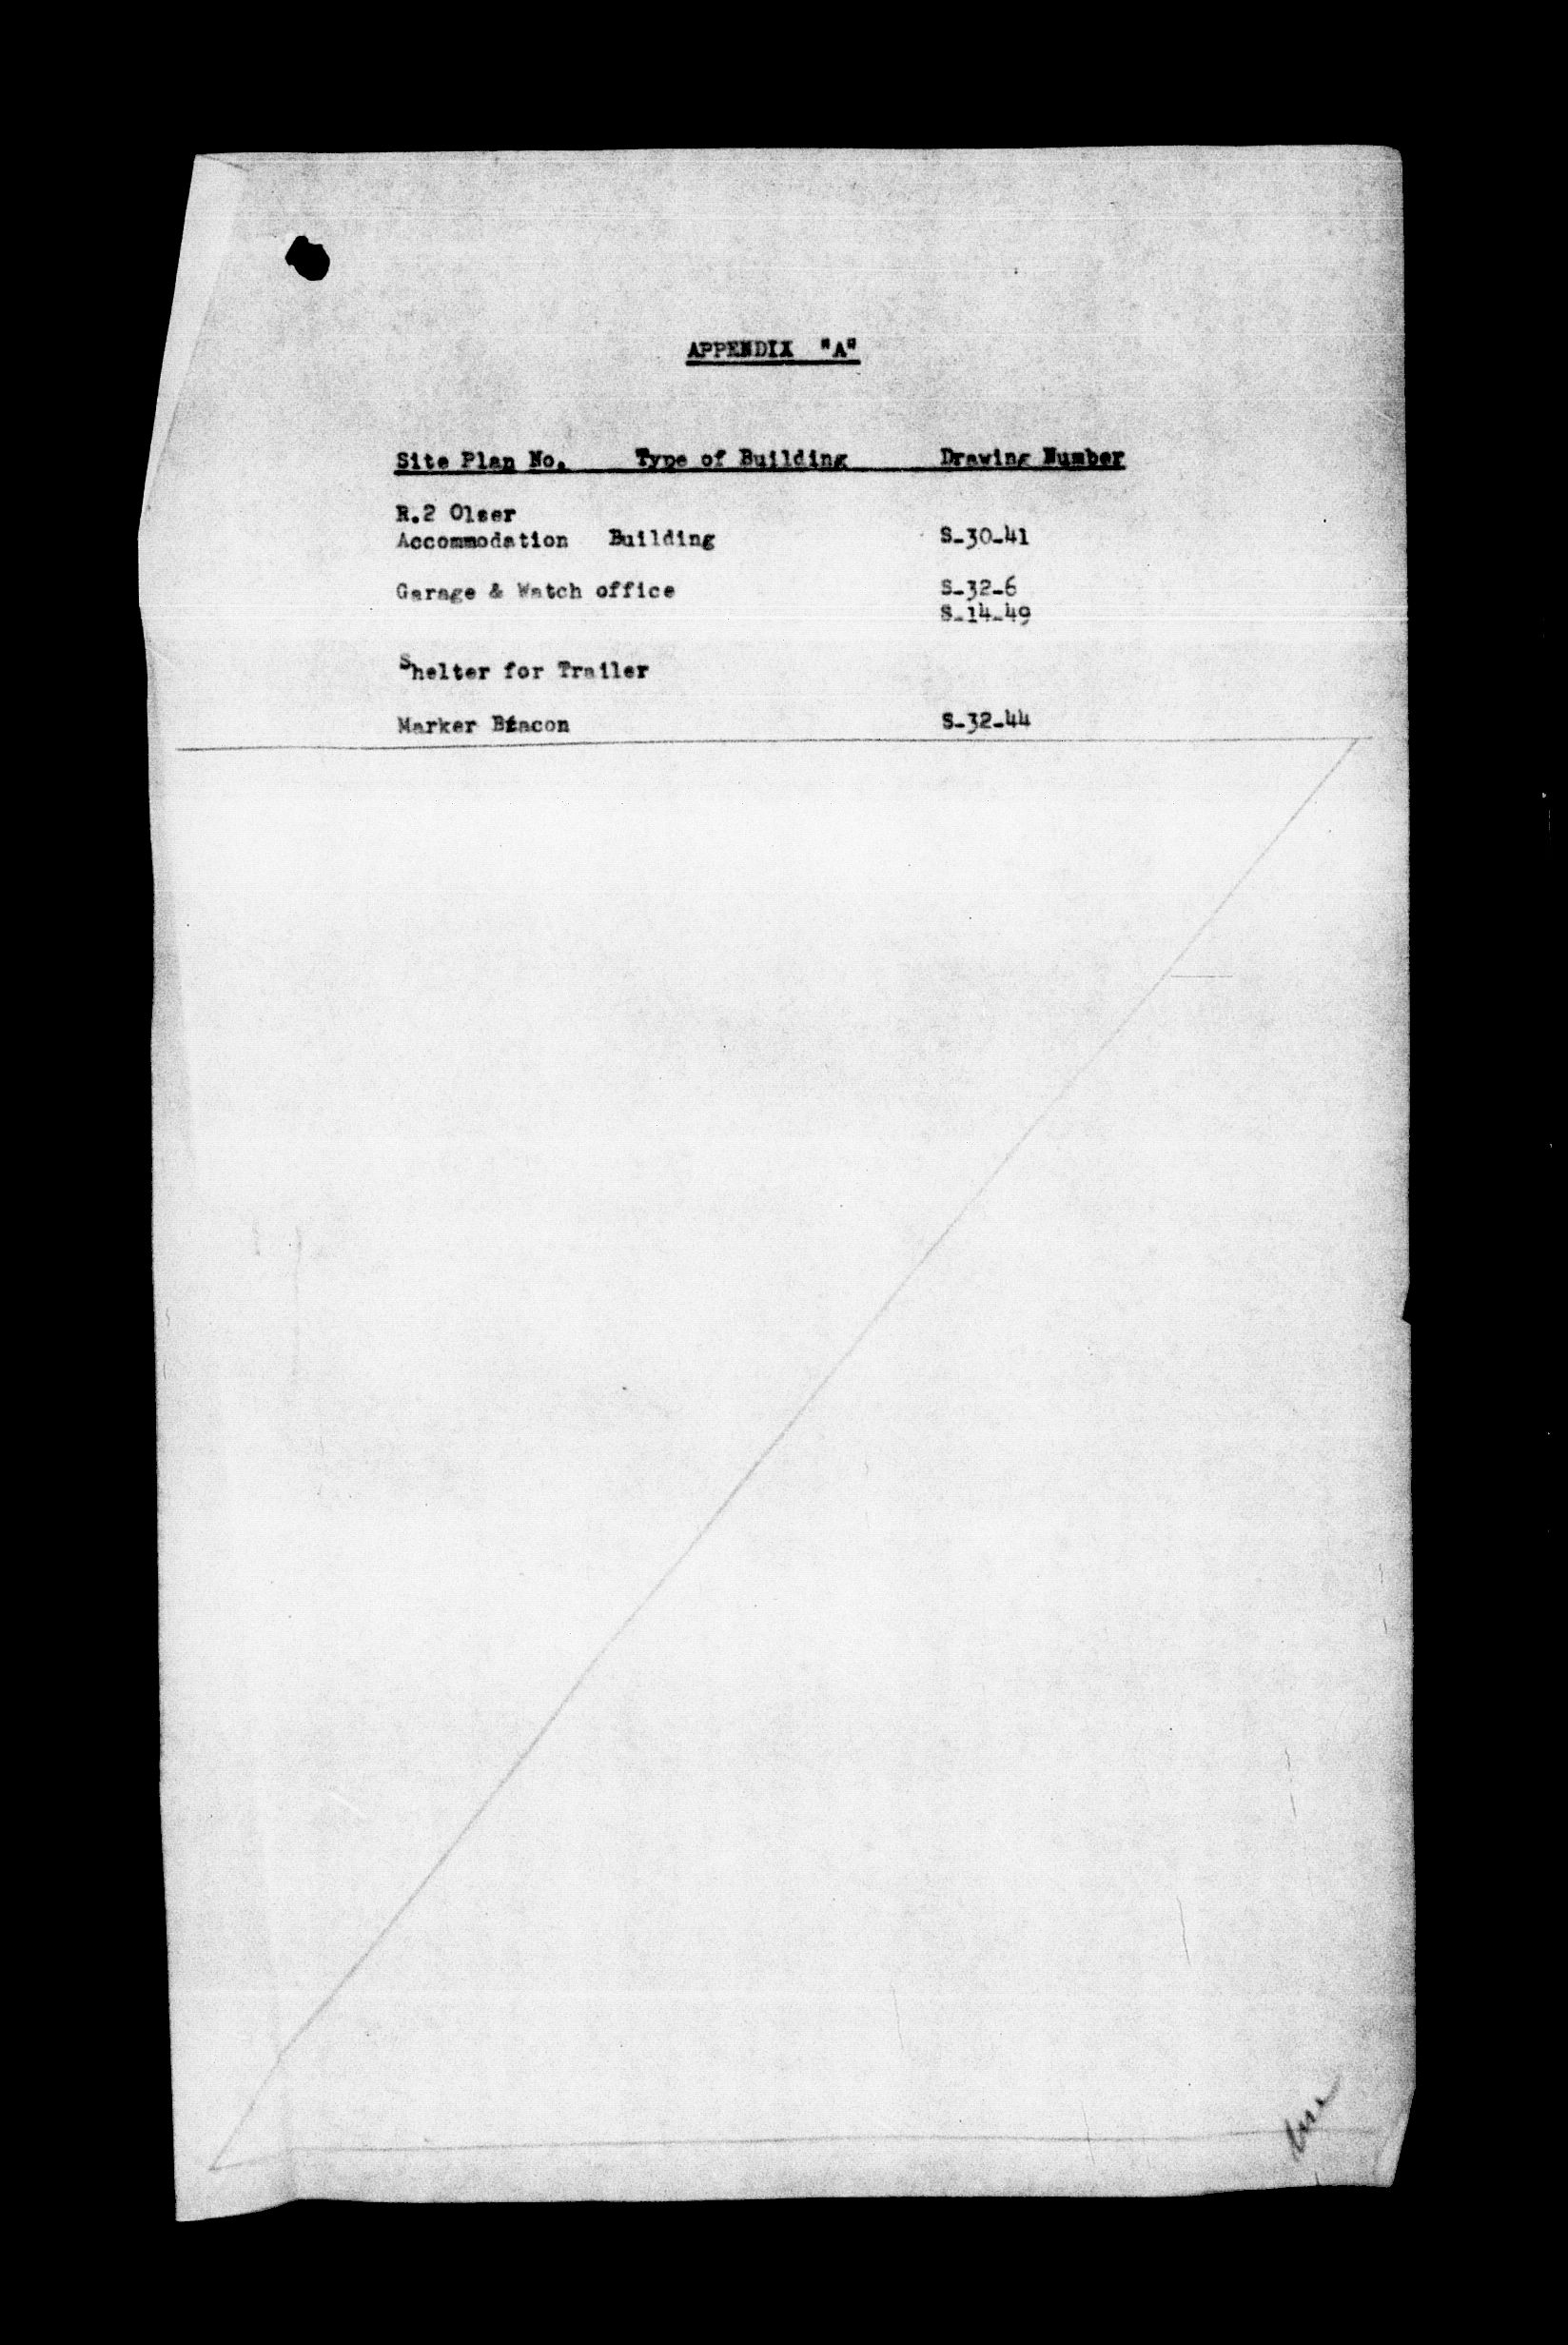 APPENDIX "A"
Site Plan No. Type of Building Drawing Number
R.2 Olser
Accommodation Building S-30-41
Garage & Watch office S-32-6
S-14-49
Shelter for Trailer
Marker Beacon S-32-44